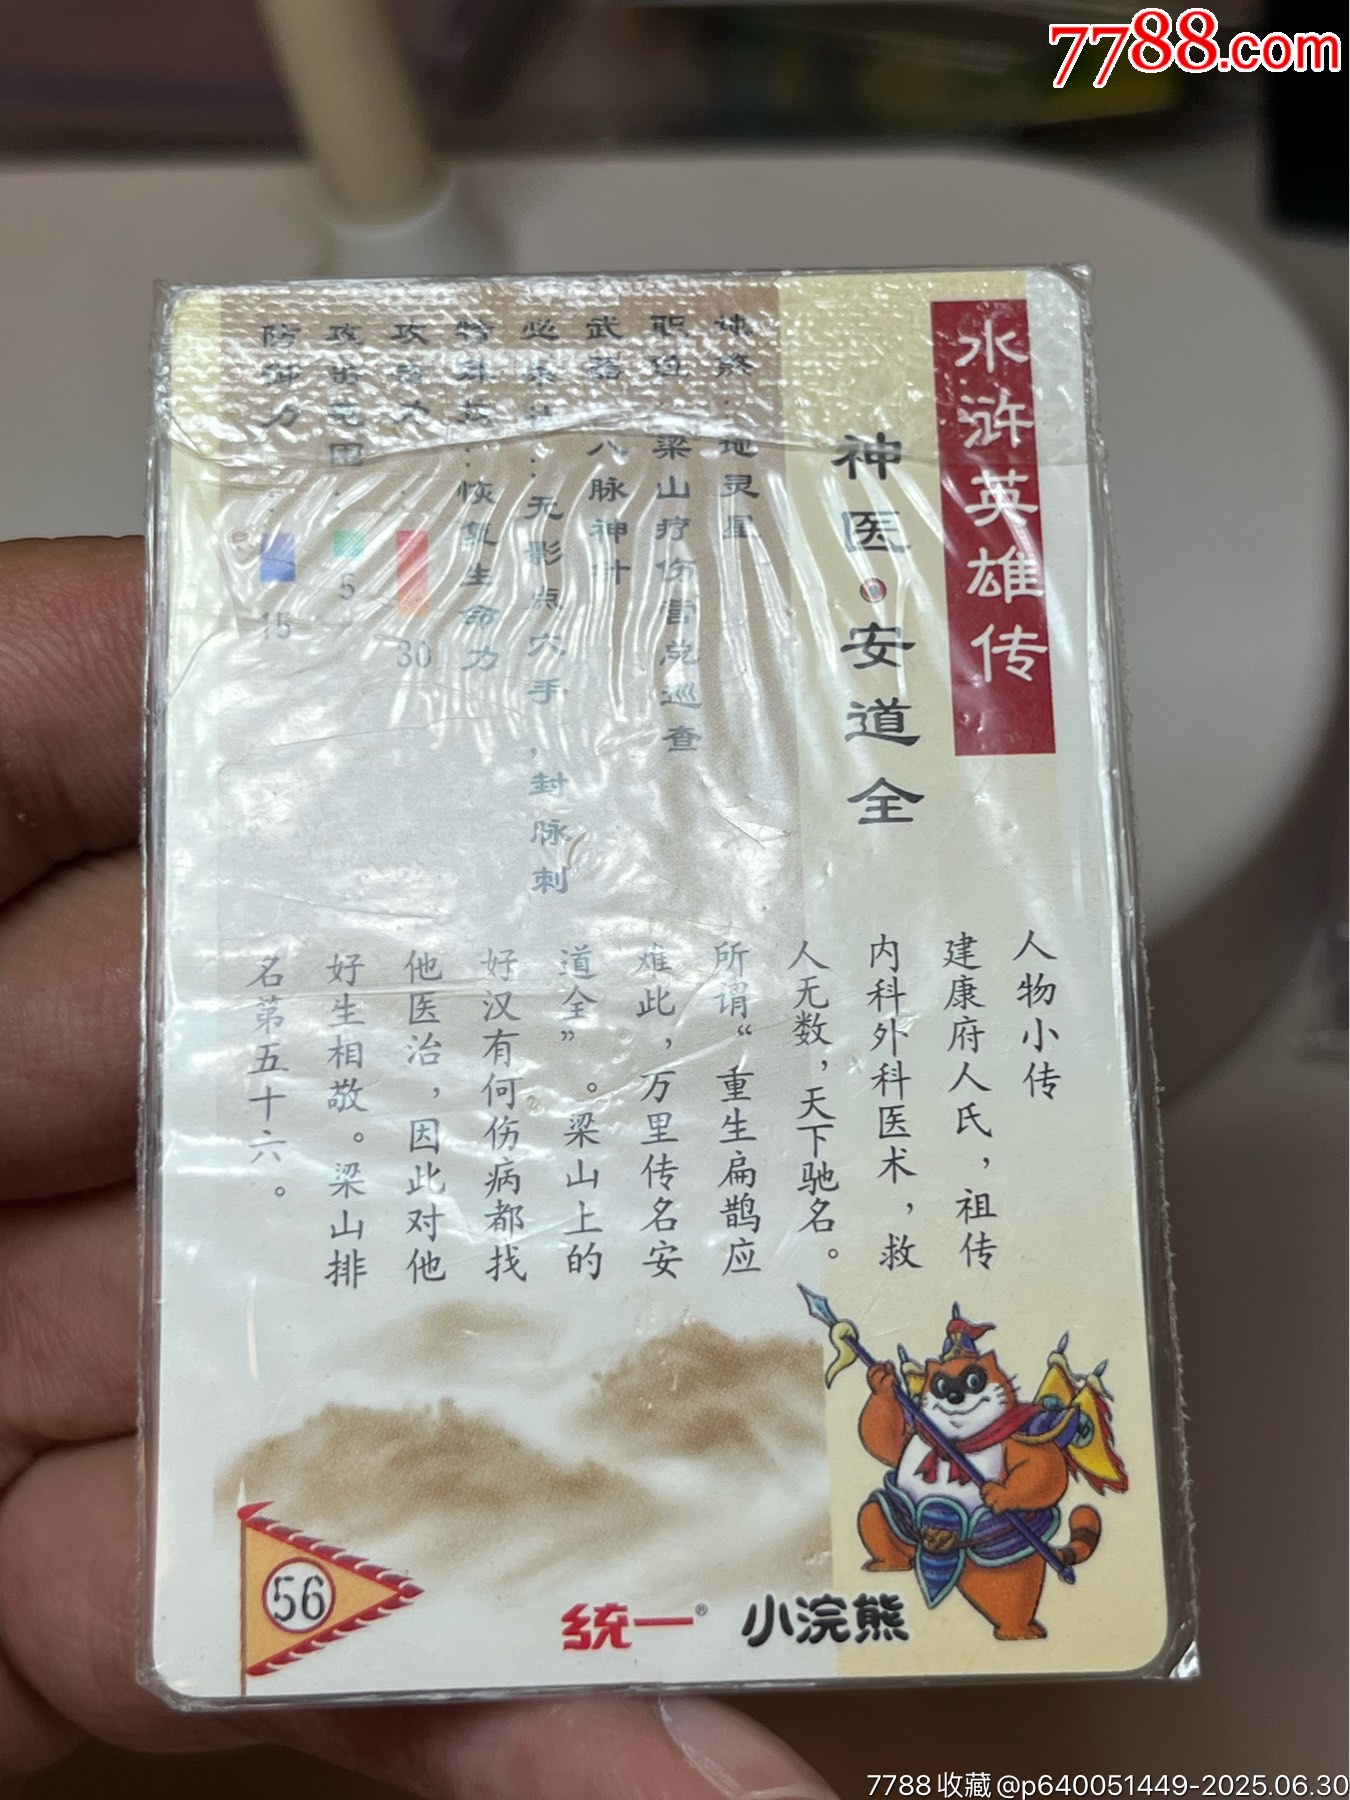 7788.com
水浒英雄传
神医·安道全
地灵星
职位：梁山疗伤营总巡查
武器：八脉神针
必杀技：无影点穴手，封脉刺
特殊技：恢复生命力
攻击力：30
攻击范围：5
防御力：15
人物小传
建康府人氏，祖传
内科外科医术，救
人无数，天下驰名。
所谓“重生扁鹊应
难此，万里传名安
道全”。梁山上的
好汉有何伤病都找
他医治，因此对他
好生相敬。梁山排
名第五十六。
56
统一® 小浣熊
7788收藏@p640051449-2025.06.30